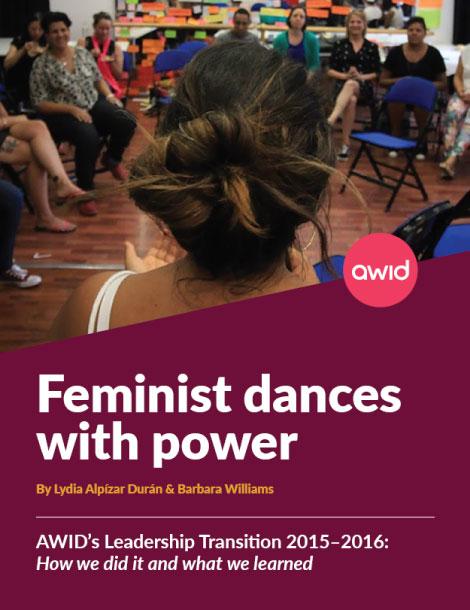 awid
Feminist dances
with power
By Lydia Alpízar Durán & Barbara Williams
AWID's Leadership Transition 2015–2016:
How we did it and what we learned